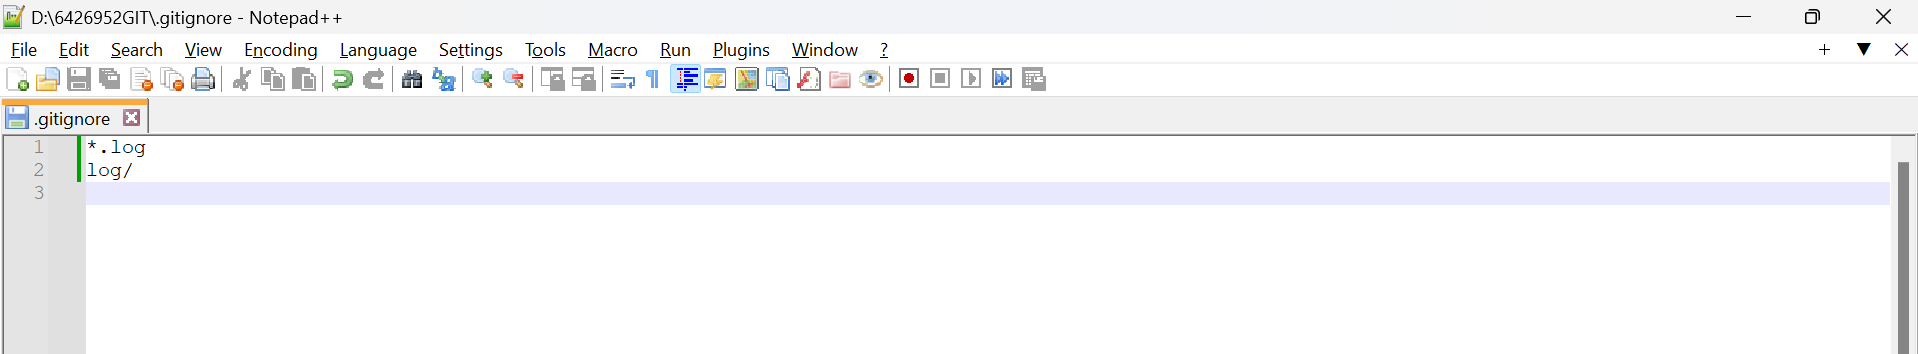 D:\6426952GIT\.gitignore - Notepad++
File Edit Search View Encoding Language Settings Tools Macro Run Plugins Window ?
.gitignore
1 *.log
2 log/
3